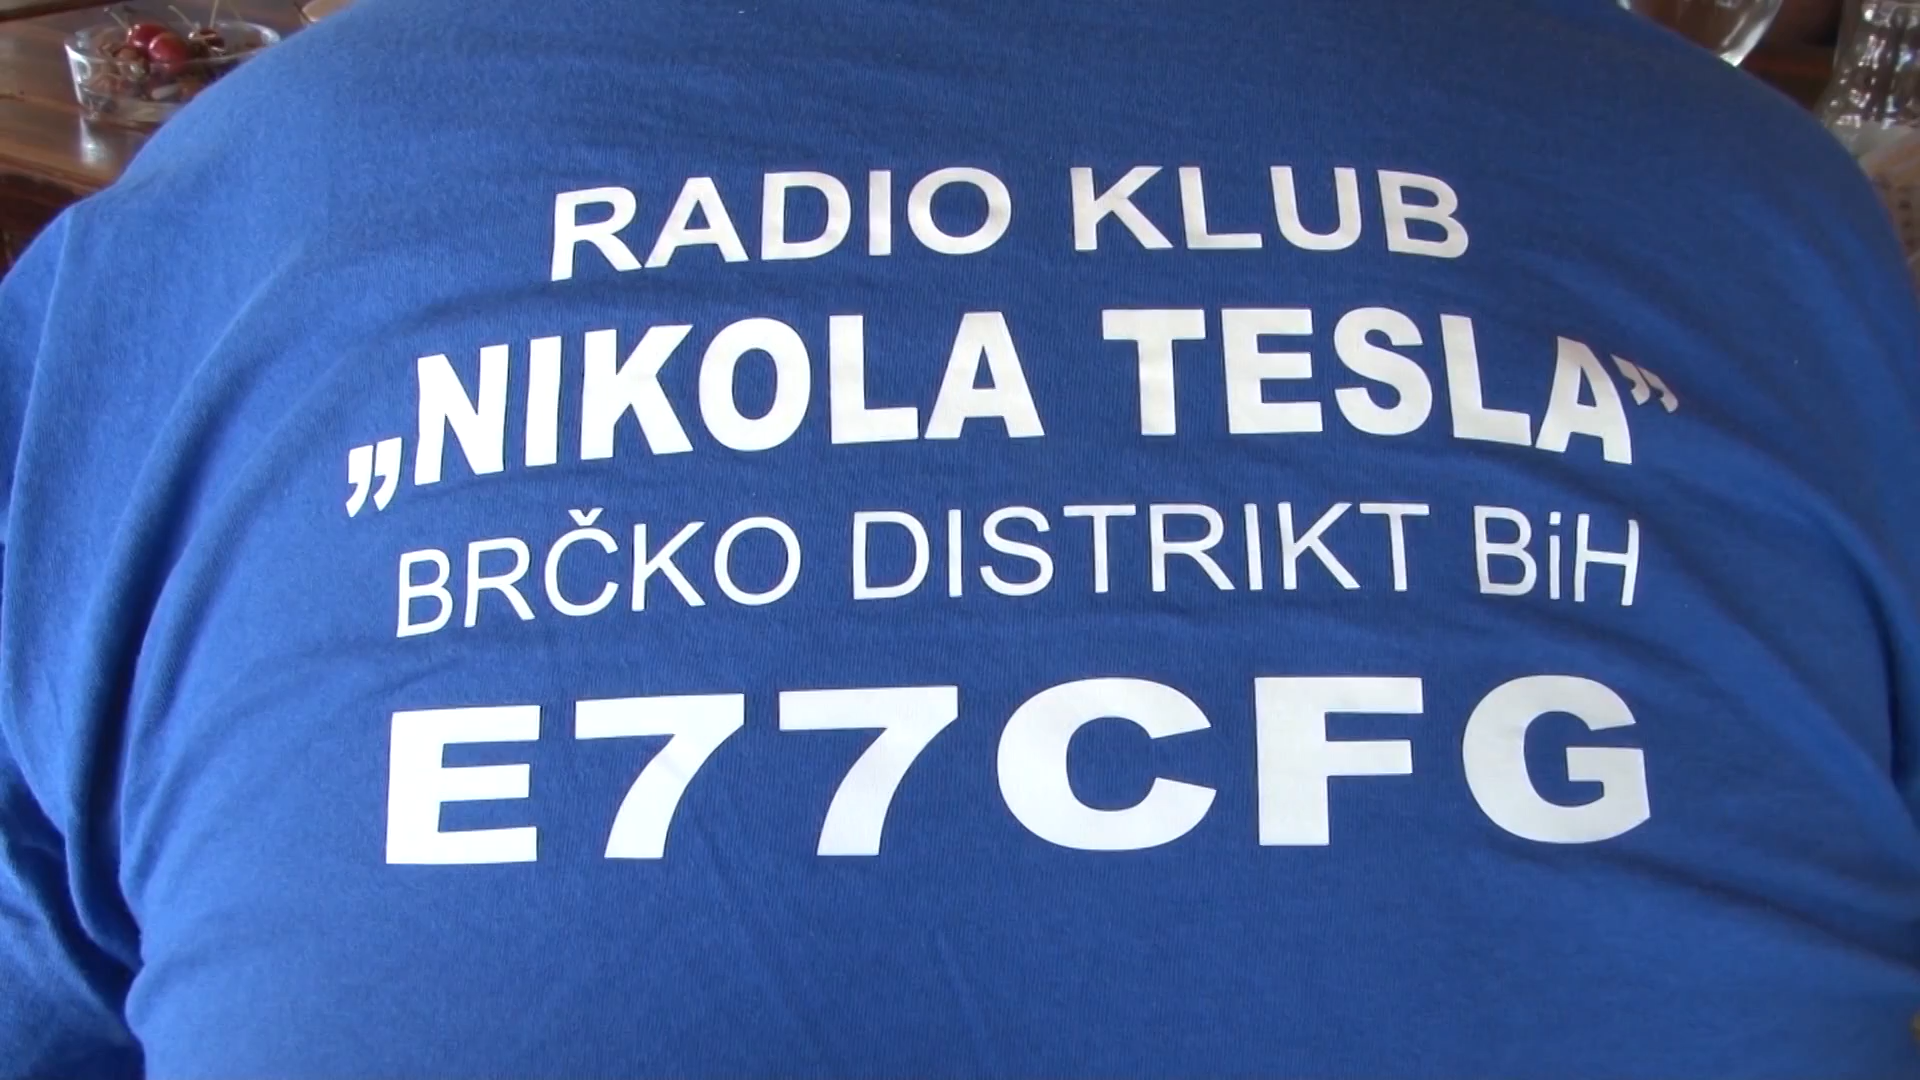 RADIO KLUB
„NIKOLA TESLA”
BRČKO DISTRIKT BiH
E77CFG